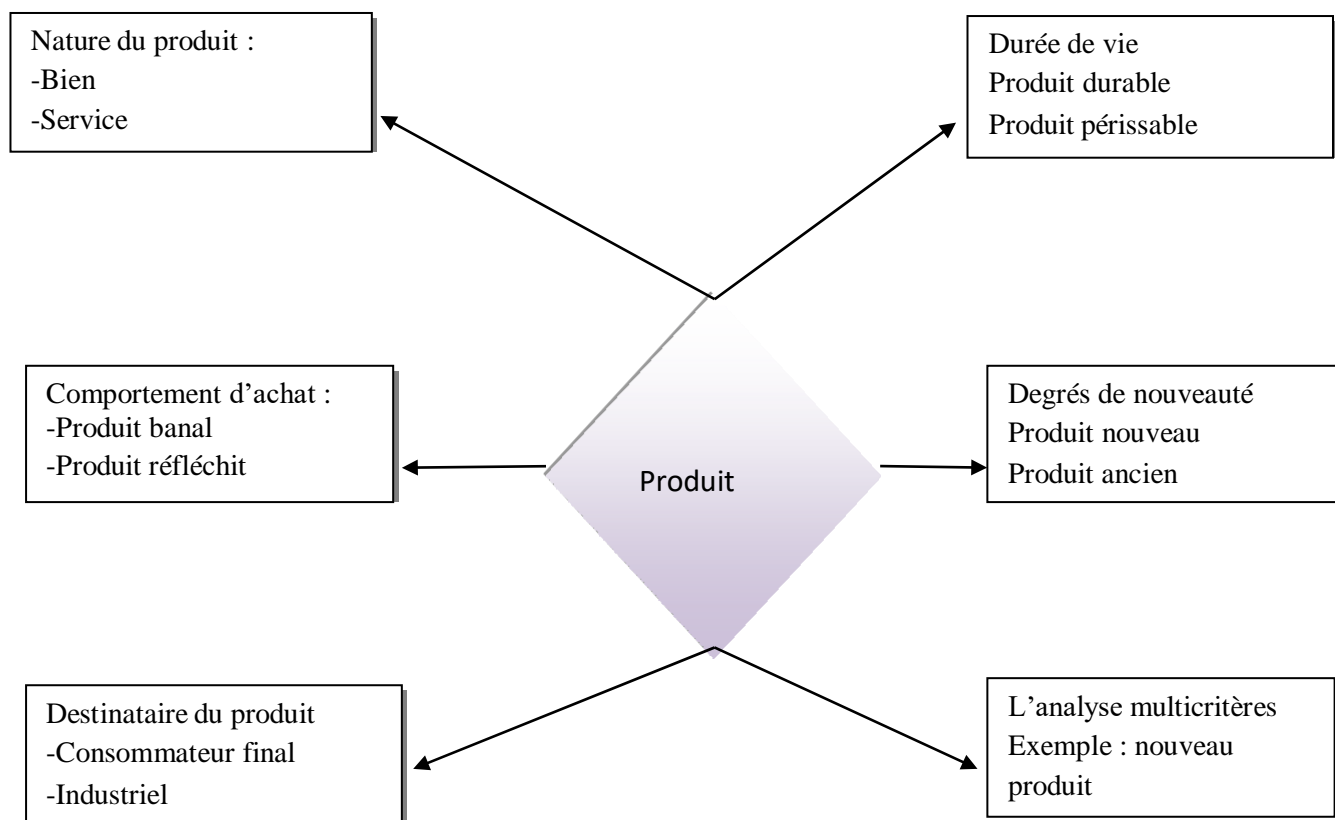 Nature du produit :
-Bien
-Service
Durée de vie
Produit durable
Produit périssable
Comportement d’achat :
-Produit banal
-Produit réfléchit
Produit
Degrés de nouveauté
Produit nouveau
Produit ancien
Destinataire du produit
-Consommateur final
-Industriel
L’analyse multicritères
Exemple : nouveau
produit